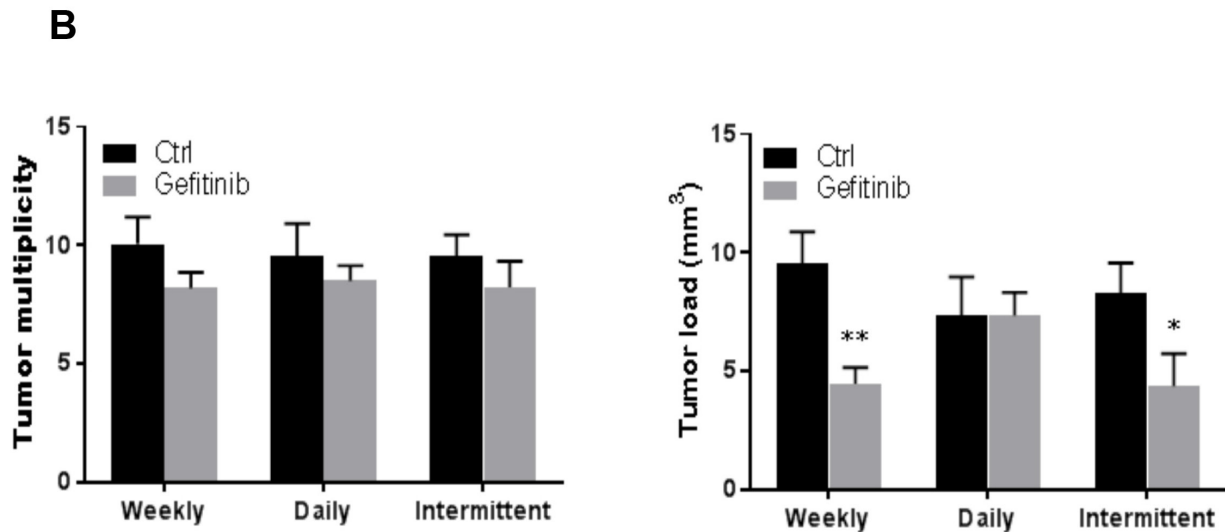 B
Tumor multiplicity
15
10
5
0
Ctrl
Gefitinib
Weekly Daily Intermittent
Tumor load (mm³)
15
10
5
0
Ctrl
Gefitinib
**
*
Weekly Daily Intermittent